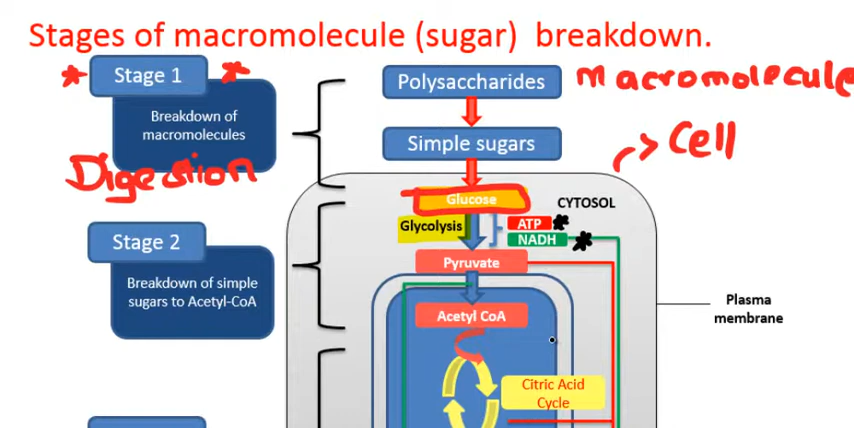 Stages of macromolecule (sugar) breakdown.
Stage 1
Breakdown of
macromolecules
Digestion
Polysaccharides
Macromolecule
Simple sugars
Cell
Glucose
CYTOSOL
Glycolysis
ATP
NADH
Pyruvate
Stage 2
Breakdown of simple
sugars to Acetyl-CoA
Acetyl CoA
Plasma
membrane
Citric Acid
Cycle